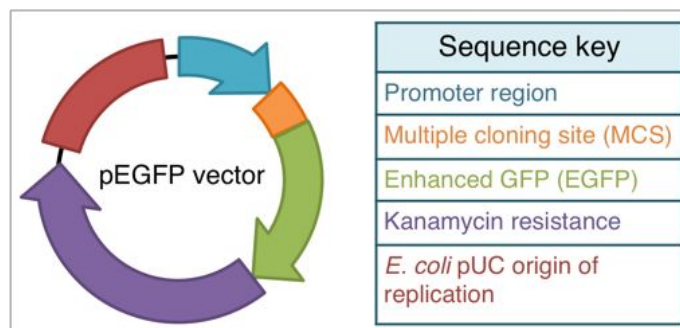 pEGFP vector
Sequence key
Promoter region
Multiple cloning site (MCS)
Enhanced GFP (EGFP)
Kanamycin resistance
E. coli pUC origin of
replication